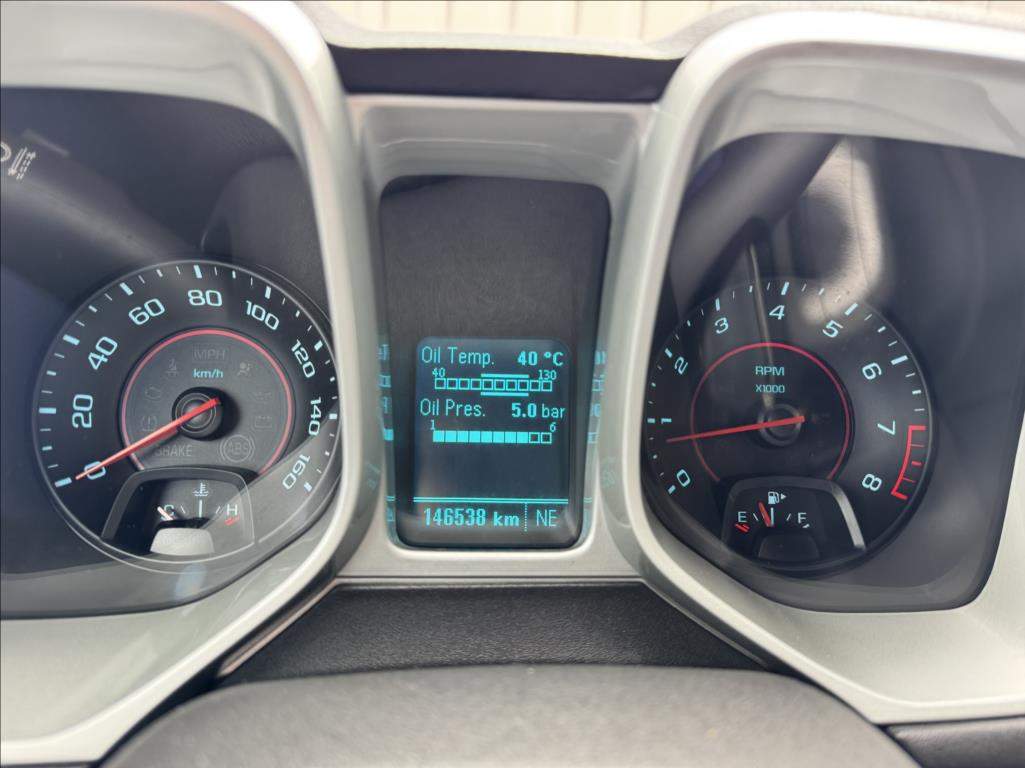 0
20
40
60
80
100
120
140
160
MPH
km/h
BRAKE
ABS
C
H
Oil Temp. 40 °C
40 130
Oil Pres. 5.0 bar
1 6
146538 km NE
0
1
2
3
4
5
6
7
8
RPM
X1000
E
F